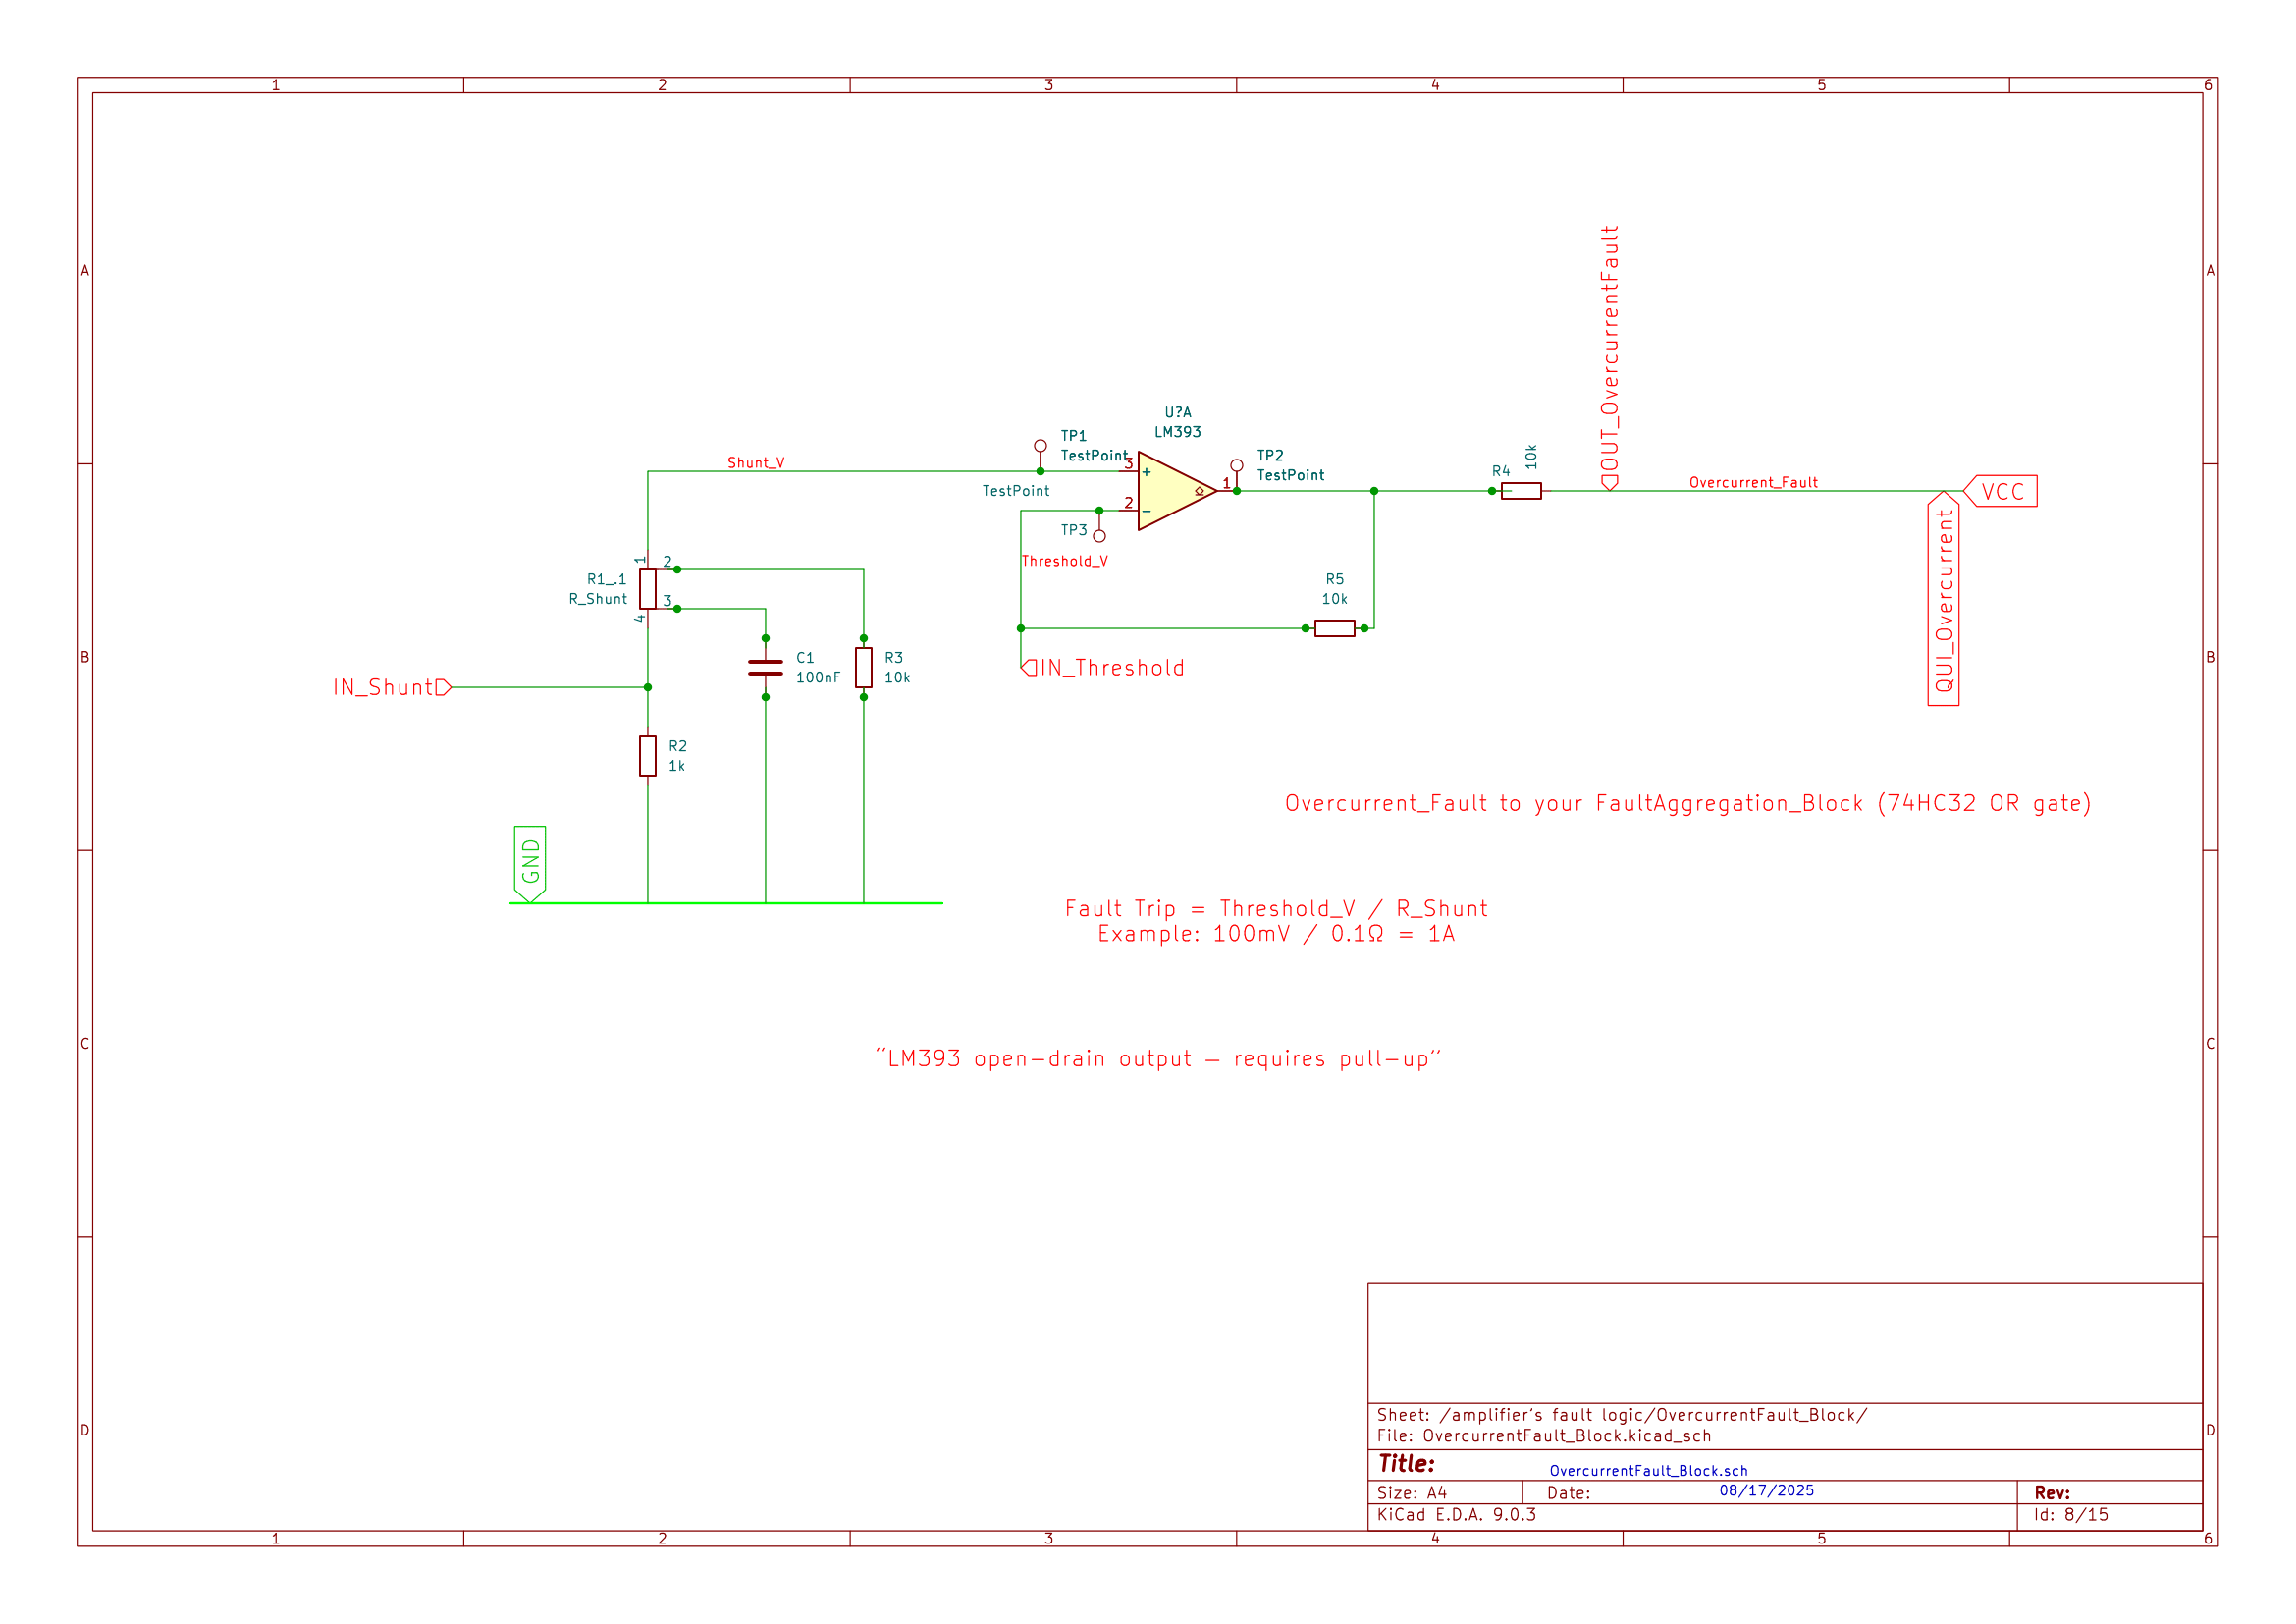 1 2 3 4 5 6
A A
B B
C C
D D
OUT_OvercurrentFault
U?A
LM393
TP1
TestPoint
TP2
TestPoint
10k
R4
Shunt_V
3
+
1
2
−
TestPoint
TP3
Threshold_V
Overcurrent_Fault
VCC
QUI_Overcurrent
1
2
3
4
R1_.1
R_Shunt
R5
10k
IN_Threshold
IN_Shunt
C1
100nF
R3
10k
R2
1k
GND
Overcurrent_Fault to your FaultAggregation_Block (74HC32 OR gate)
Fault Trip = Threshold_V / R_Shunt
Example: 100mV / 0.1Ω = 1A
“LM393 open-drain output — requires pull-up”
Sheet: /amplifier's fault logic/OvercurrentFault_Block/
File: OvercurrentFault_Block.kicad_sch
Title: OvercurrentFault_Block.sch
Size: A4 Date: 08/17/2025 Rev:
KiCad E.D.A. 9.0.3 Id: 8/15
1 2 3 4 5 6